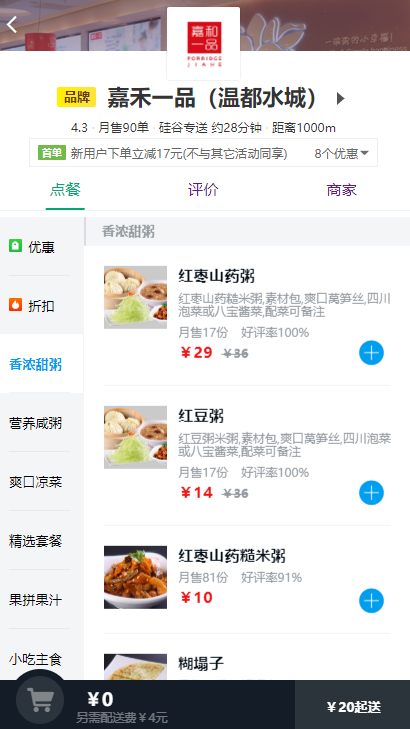 一品·我的小幸福!
嘉和
一品
PORRIDGE
JIAHE
品牌 嘉禾一品（温都水城）
4.3 · 月售90单 · 硅谷专送 约28分钟 · 距离1000m
首单 新用户下单立减17元(不与其它活动同享) 8个优惠
点餐 评价 商家
优惠
折扣
香浓甜粥
营养咸粥
爽口凉菜
精选套餐
果拼果汁
小吃主食
香浓甜粥
红枣山药粥
红枣山药糙米粥,素材包,爽口莴笋丝,四川
泡菜或八宝酱菜,配菜可备注
月售17份 好评率100%
￥29 ￥36
红豆粥
红豆粥米粥,素材包,爽口莴笋丝,四川泡菜
或八宝酱菜,配菜可备注
月售17份 好评率100%
￥14 ￥36
红枣山药糙米粥
月售81份 好评率91%
￥10
糊塌子
￥0
另需配送费￥4元
￥20起送